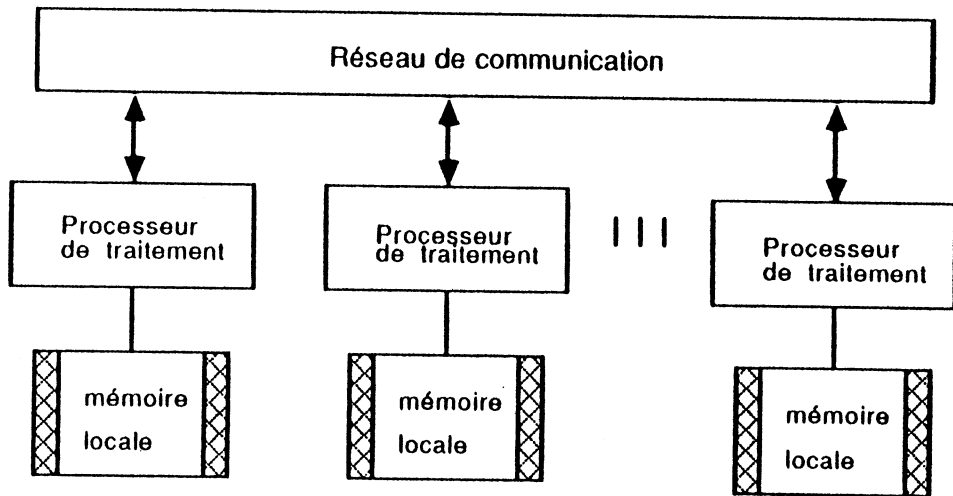 Réseau de communication
Processeur
de traitement
Processeur
de traitement
Processeur
de traitement
mémoire
locale
mémoire
locale
mémoire
locale